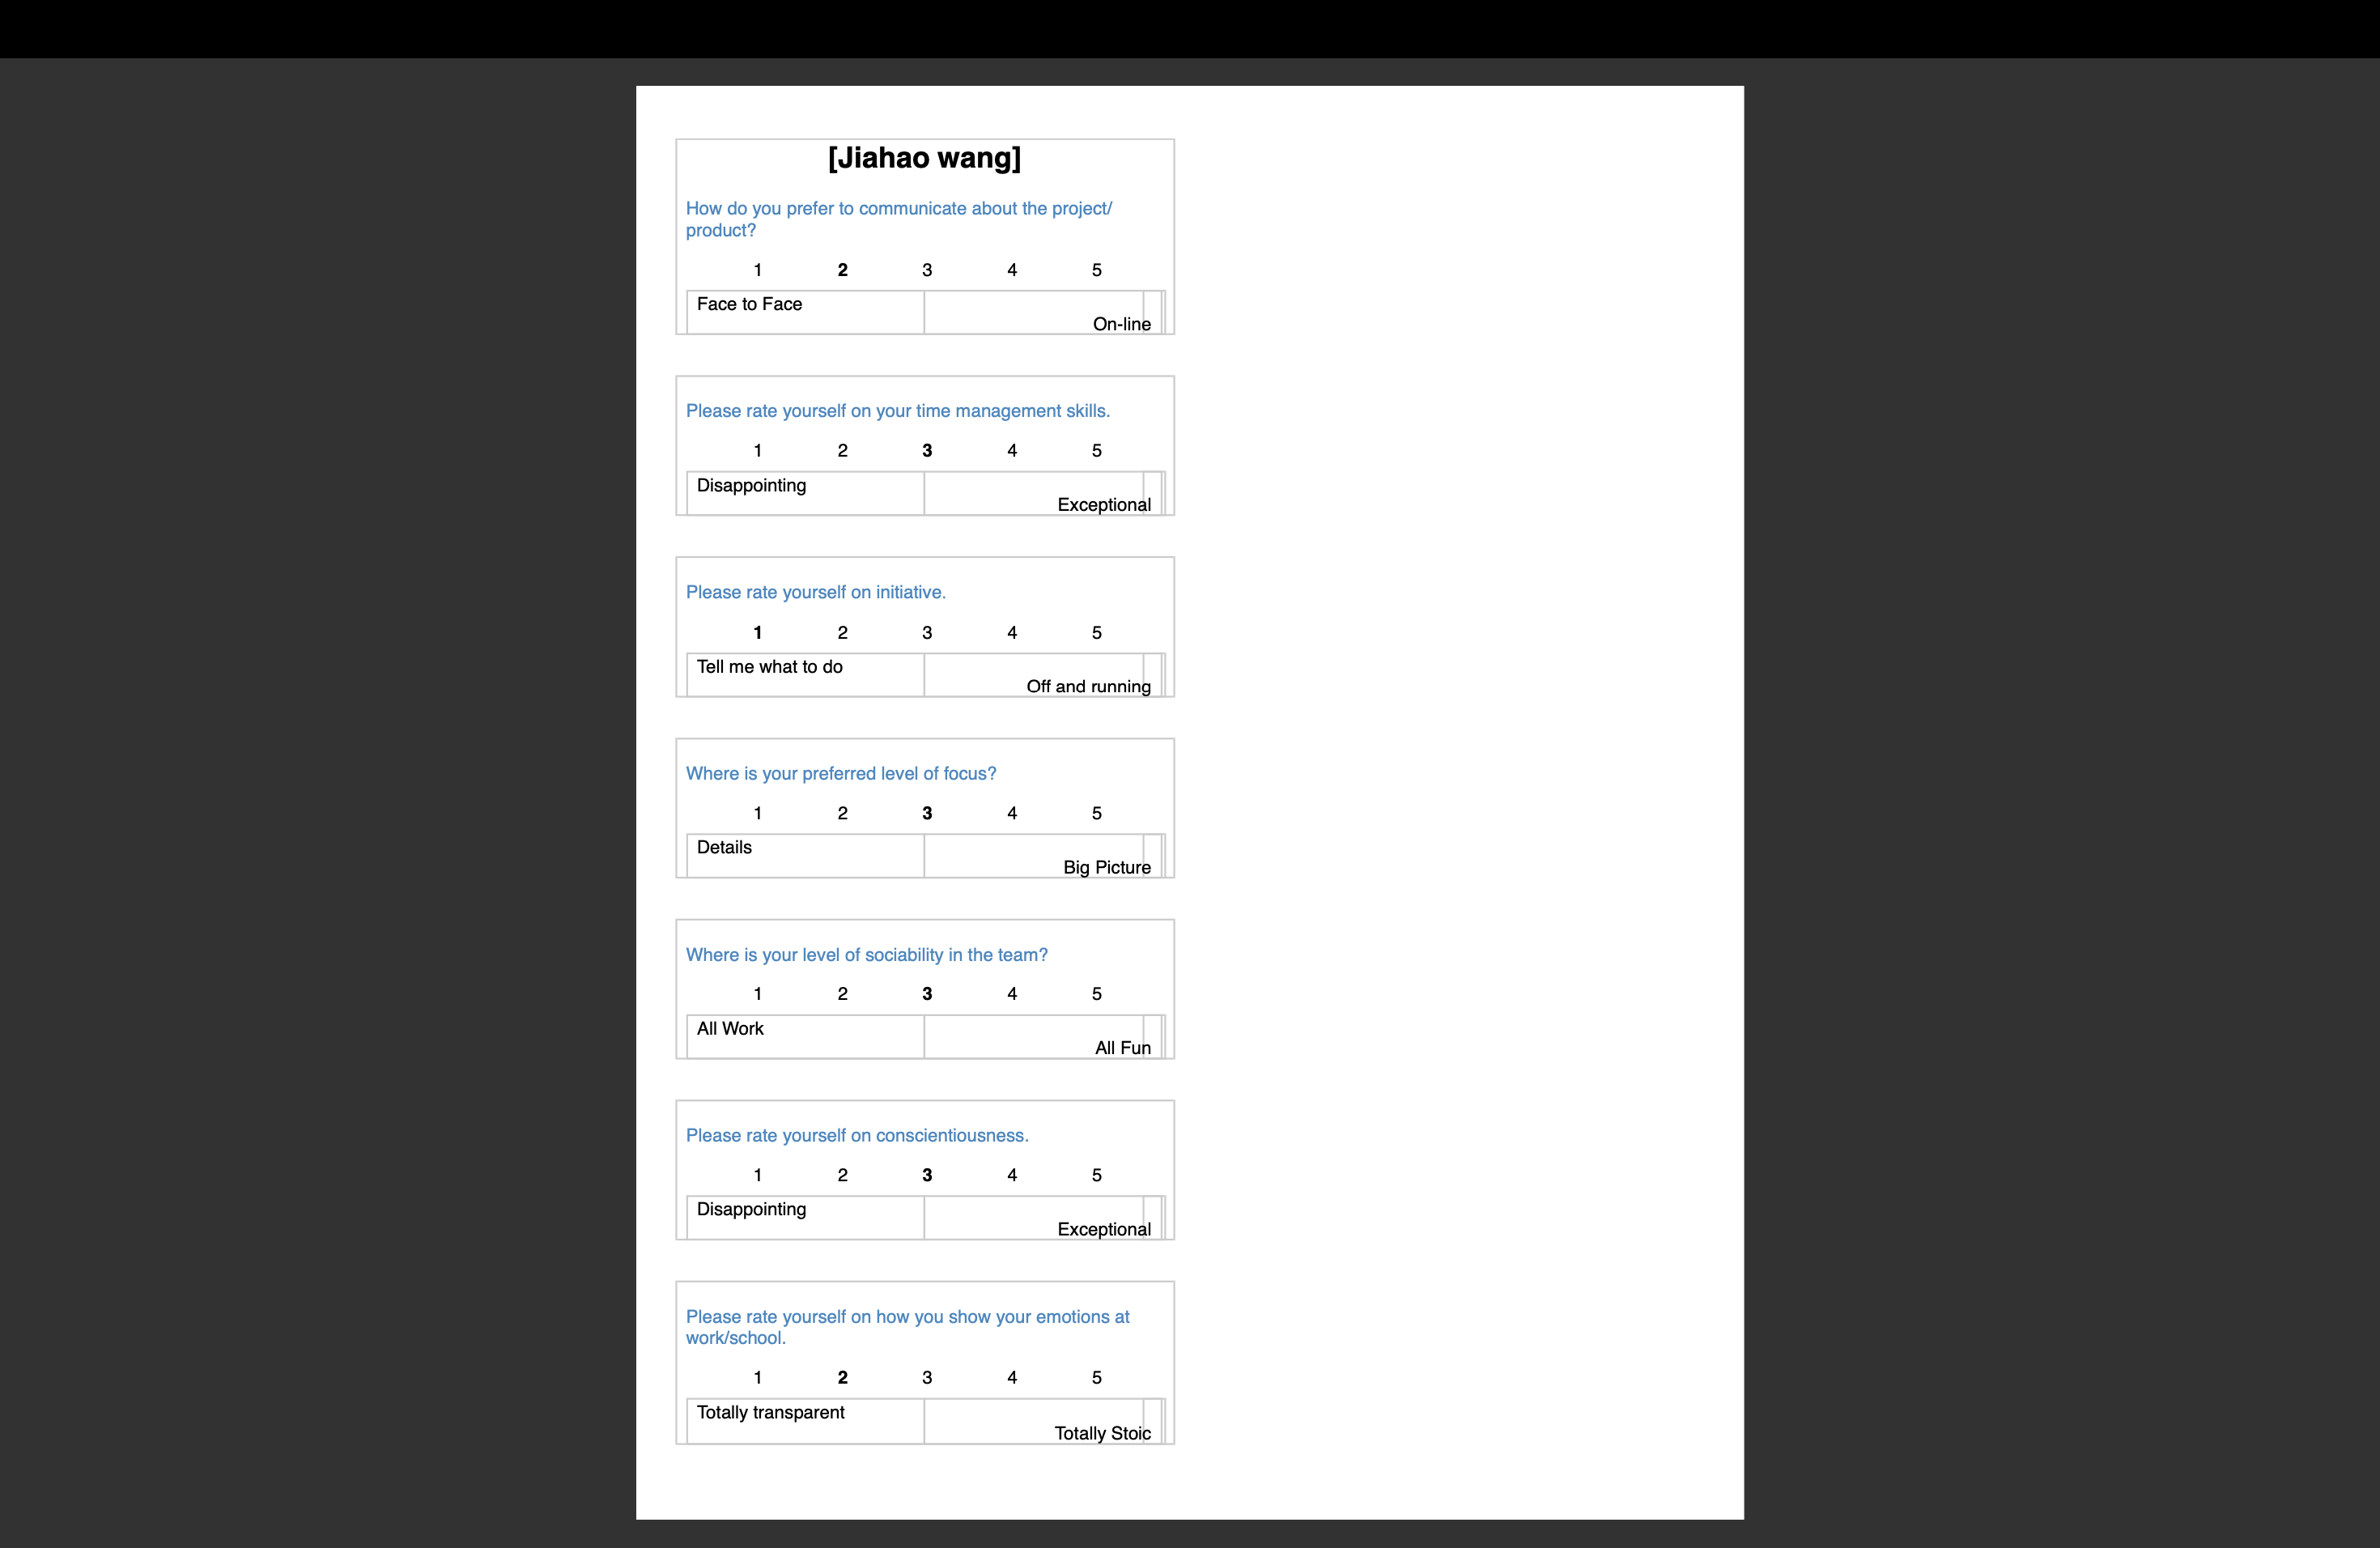 [Jiahao wang]
How do you prefer to communicate about the project/
product?
1 2 3 4 5
Face to Face
On-line
Please rate yourself on your time management skills.
1 2 3 4 5
Disappointing
Exceptional
Please rate yourself on initiative.
1 2 3 4 5
Tell me what to do
Off and running
Where is your preferred level of focus?
1 2 3 4 5
Details
Big Picture
Where is your level of sociability in the team?
1 2 3 4 5
All Work
All Fun
Please rate yourself on conscientiousness.
1 2 3 4 5
Disappointing
Exceptional
Please rate yourself on how you show your emotions at
work/school.
1 2 3 4 5
Totally transparent
Totally Stoic